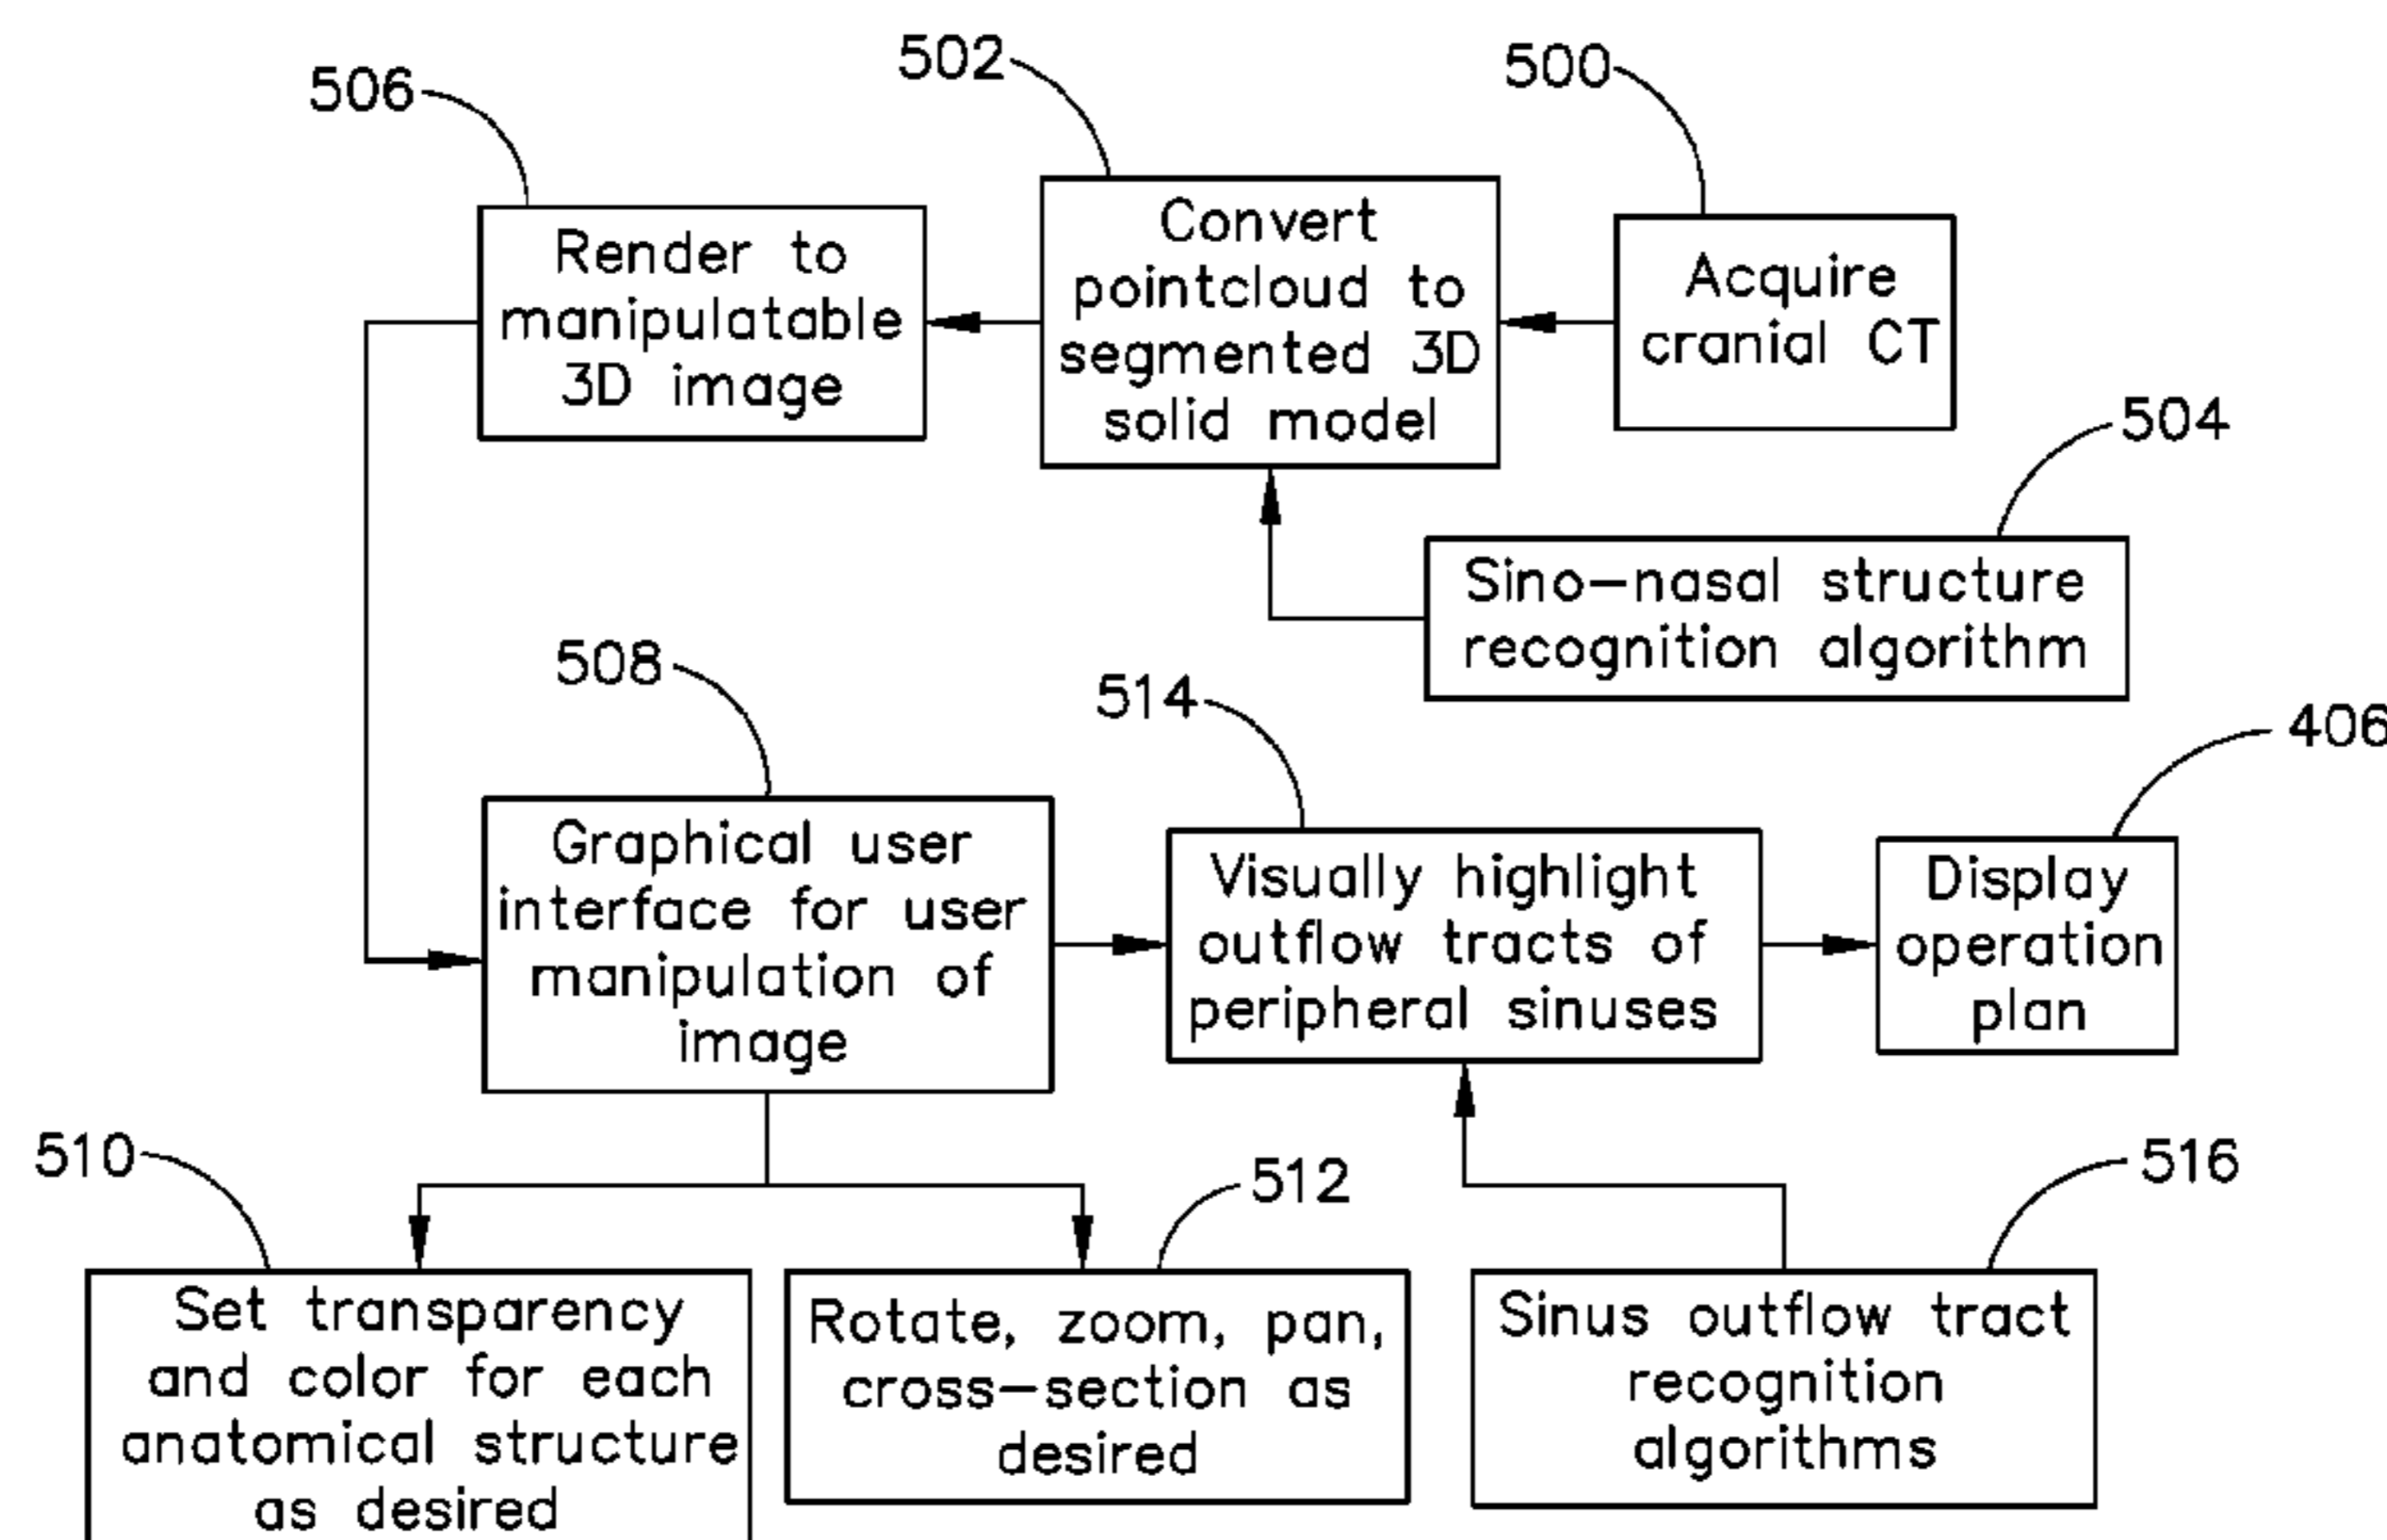 506
502
500
Render to
manipulatable
3D image
Convert
pointcloud to
segmented 3D
solid model
Acquire
cranial CT
504
Sino-nasal structure
recognition algorithm
508
514
406
Graphical user
interface for user
manipulation of
image
Visually highlight
outflow tracts of
peripheral sinuses
Display
operation
plan
510
512
516
Set transparency
and color for each
anatomical structure
as desired
Rotate, zoom, pan,
cross-section as
desired
Sinus outflow tract
recognition
algorithms